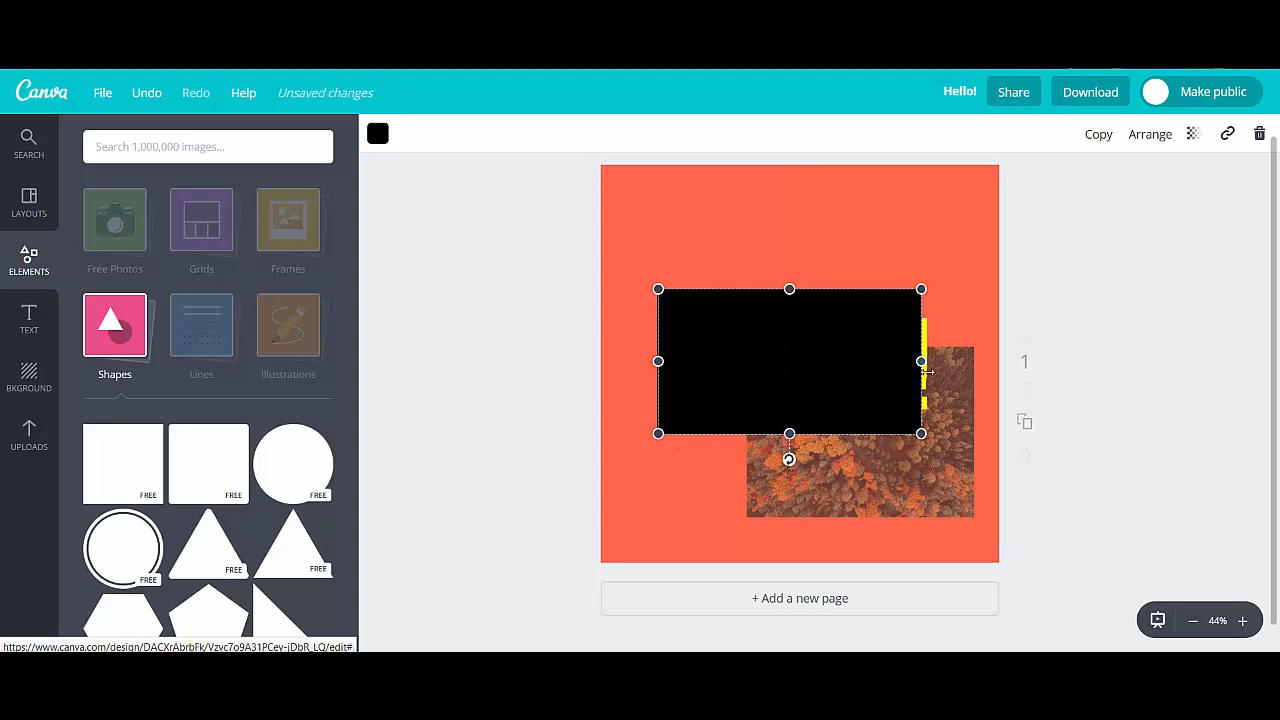 Canva
File Undo Redo Help Unsaved changes Hello! Share Download Make public
Search 1,000,000 images...
Copy Arrange
SEARCH
LAYOUTS
ELEMENTS
TEXT
BKGROUND
UPLOADS
Free Photos Grids Frames
Shapes Lines Illustrations
FREE FREE FREE
FREE FREE FREE
1
+ Add a new page
44%
https://www.canva.com/design/DACXrAbrbFk/Vzvc7o9A31PCey-jDbR_LQ/edit#